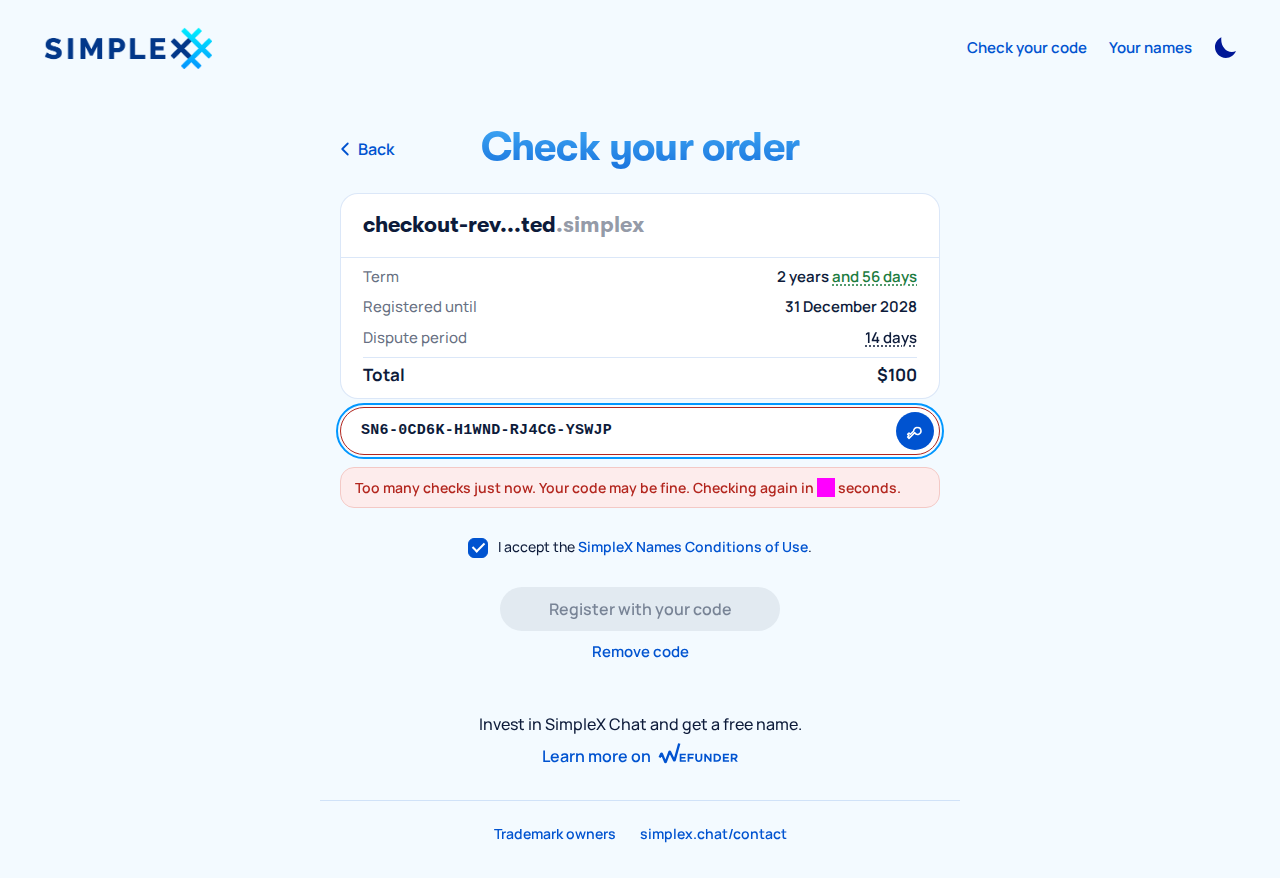 SIMPLEX
Check your code
Your names
Back
Check your order
checkout-rev...ted.simplex
Term
2 years and 56 days
Registered until
31 December 2028
Dispute period
14 days
Total
$100
SN6-0CD6K-H1WND-RJ4CG-YSWJP
Too many checks just now. Your code may be fine. Checking again in seconds.
I accept the SimpleX Names Conditions of Use.
Register with your code
Remove code
Invest in SimpleX Chat and get a free name.
Learn more on WEFUNDER
Trademark owners
simplex.chat/contact